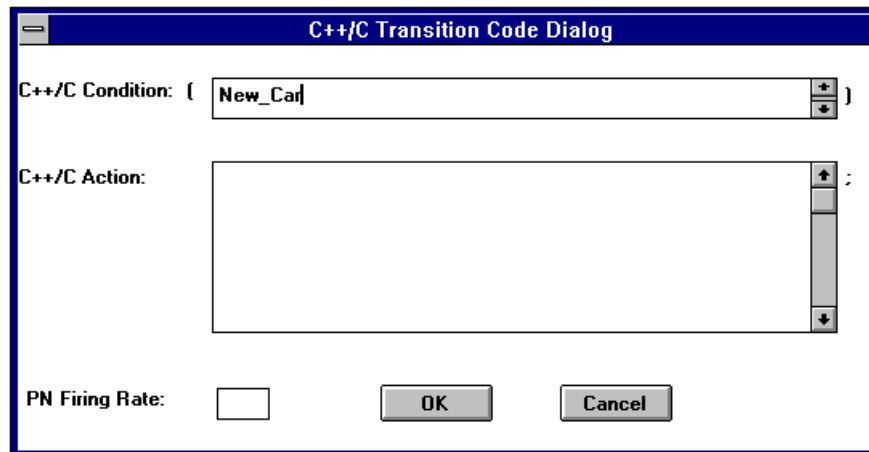 C++/C Transition Code Dialog
C++/C Condition: ( New_Car )
C++/C Action: ;
PN Firing Rate: OK Cancel